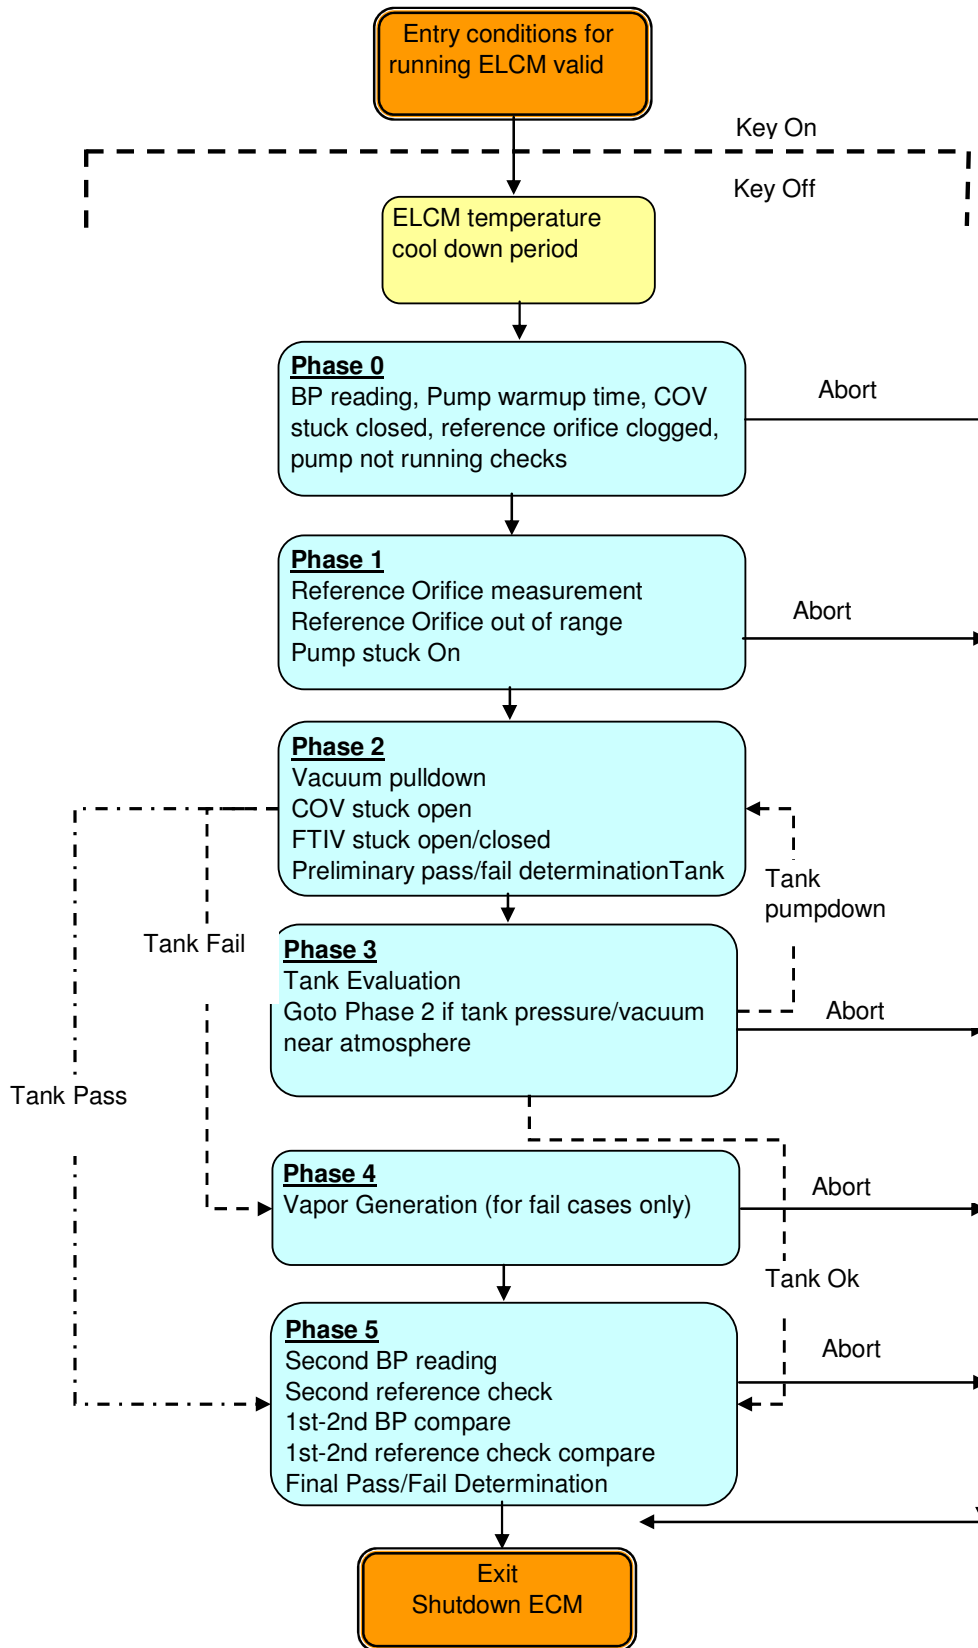 Entry conditions for
running ELCM valid
Key On
Key Off
ELCM temperature
cool down period
Phase 0
BP reading, Pump warmup time, COV
stuck closed, reference orifice clogged,
pump not running checks
Abort
Phase 1
Reference Orifice measurement
Reference Orifice out of range
Pump stuck On
Abort
Phase 2
Vacuum pulldown
COV stuck open
FTIV stuck open/closed
Preliminary pass/fail determinationTank
Tank
pumpdown
Tank Fail
Phase 3
Tank Evaluation
Goto Phase 2 if tank pressure/vacuum
near atmosphere
Abort
Tank Pass
Phase 4
Vapor Generation (for fail cases only)
Abort
Tank Ok
Phase 5
Second BP reading
Second reference check
1st-2nd BP compare
1st-2nd reference check compare
Final Pass/Fail Determination
Abort
Exit
Shutdown ECM